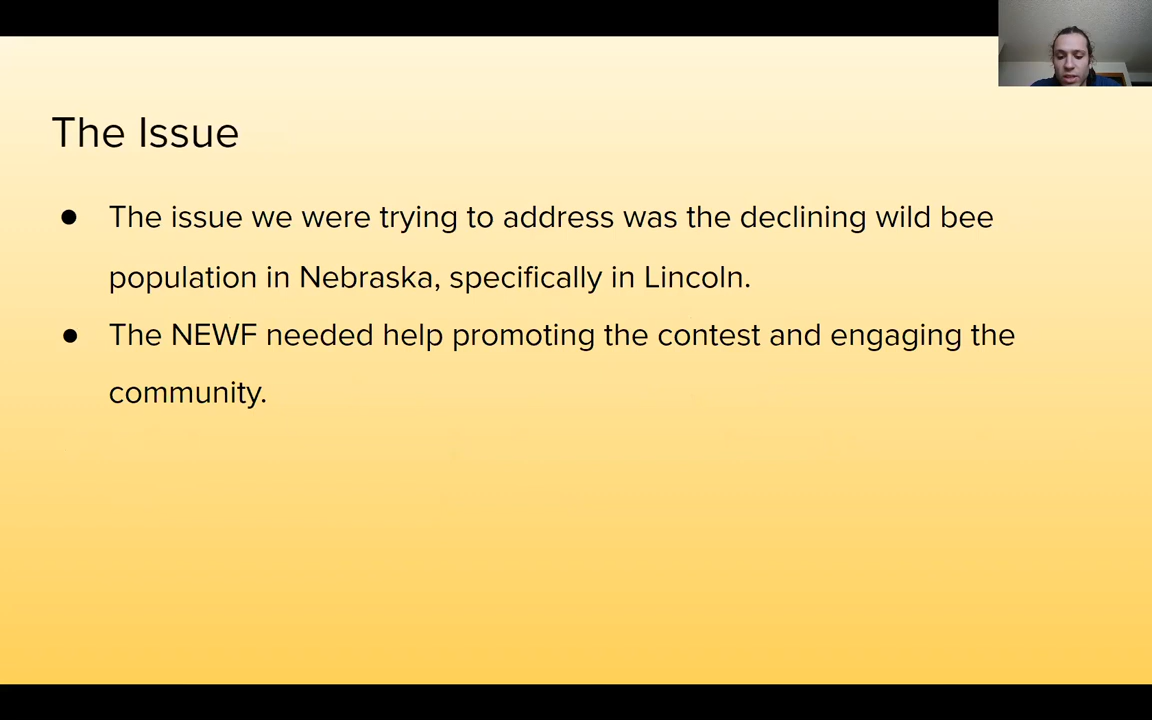 The Issue
● The issue we were trying to address was the declining wild bee
population in Nebraska, specifically in Lincoln.
● The NEWF needed help promoting the contest and engaging the
community.